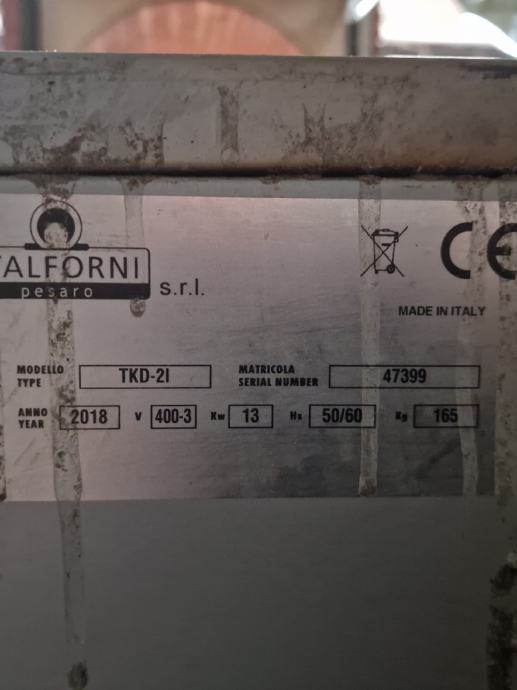 TALFORNI
pesaro
s.r.l.
CE
MADE IN ITALY
MODELLO
TYPE
TKD-2I
MATRICOLA
SERIAL NUMBER
47399
ANNO
YEAR
2018
V
400-3
Kw
13
Hz
50/60
Kg
165